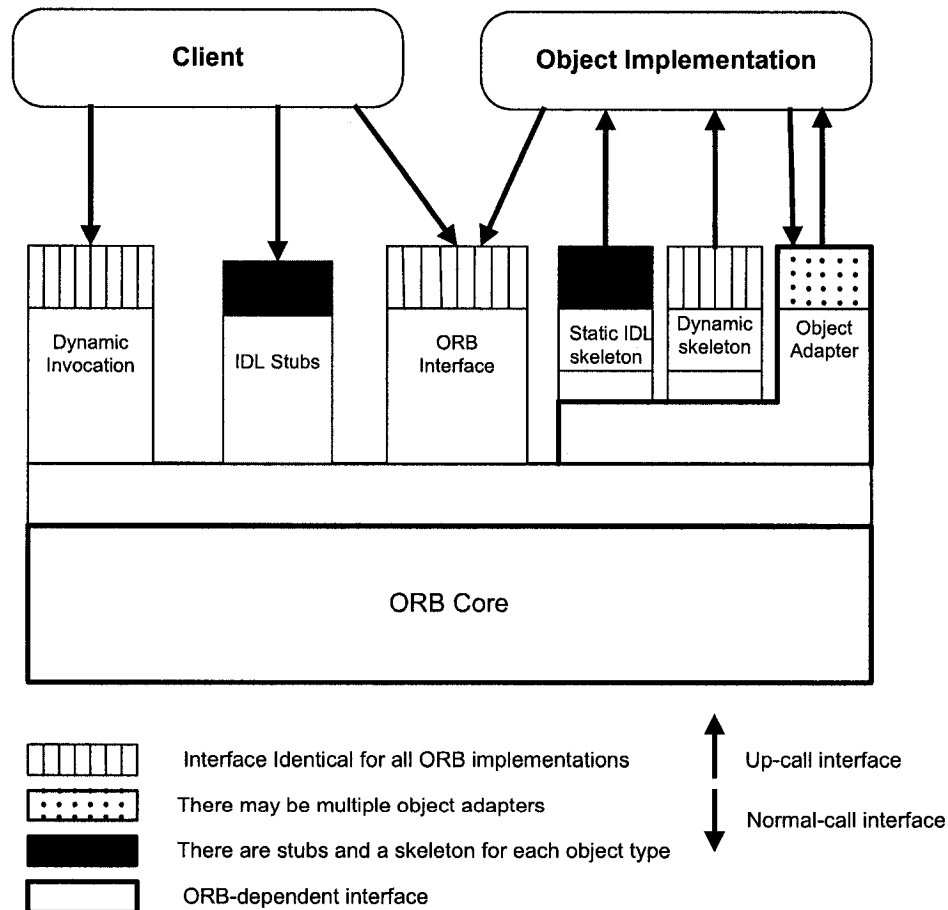 Client
Object Implementation
Dynamic
Invocation
IDL Stubs
ORB
Interface
Static IDL
skeleton
Dynamic
skeleton
Object
Adapter
ORB Core
Interface Identical for all ORB implementations
There may be multiple object adapters
There are stubs and a skeleton for each object type
ORB-dependent interface
Up-call interface
Normal-call interface